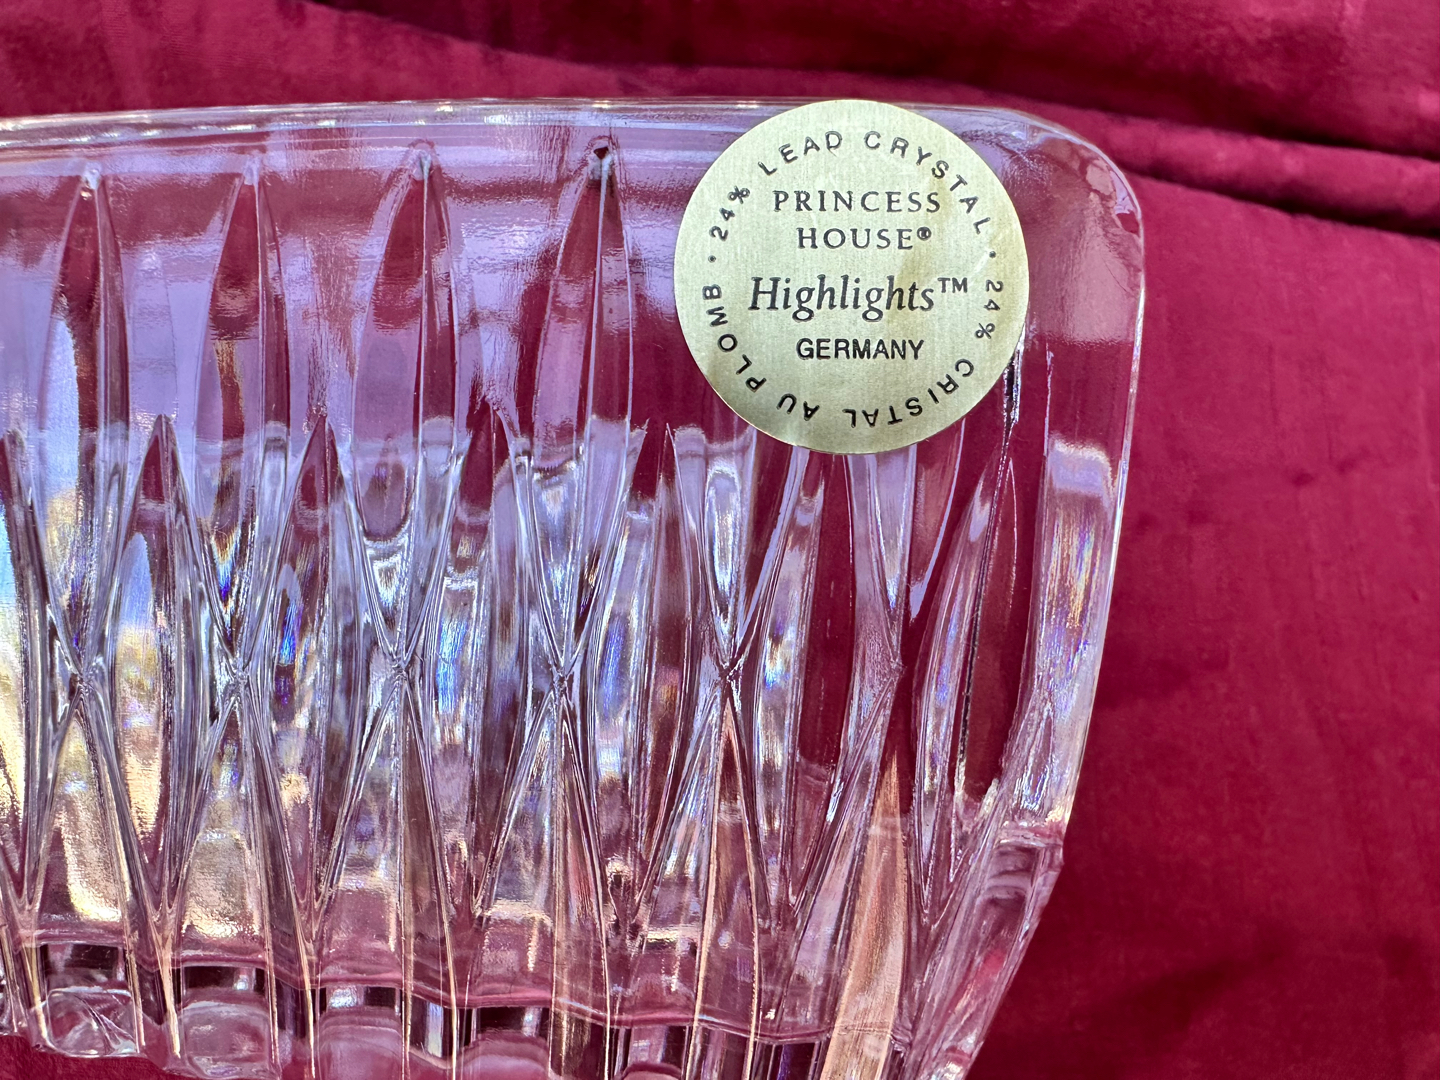 · 24% LEAD CRYSTAL · 24% CRISTAL AU PLOMB
PRINCESS
HOUSE®
Highlights™
GERMANY